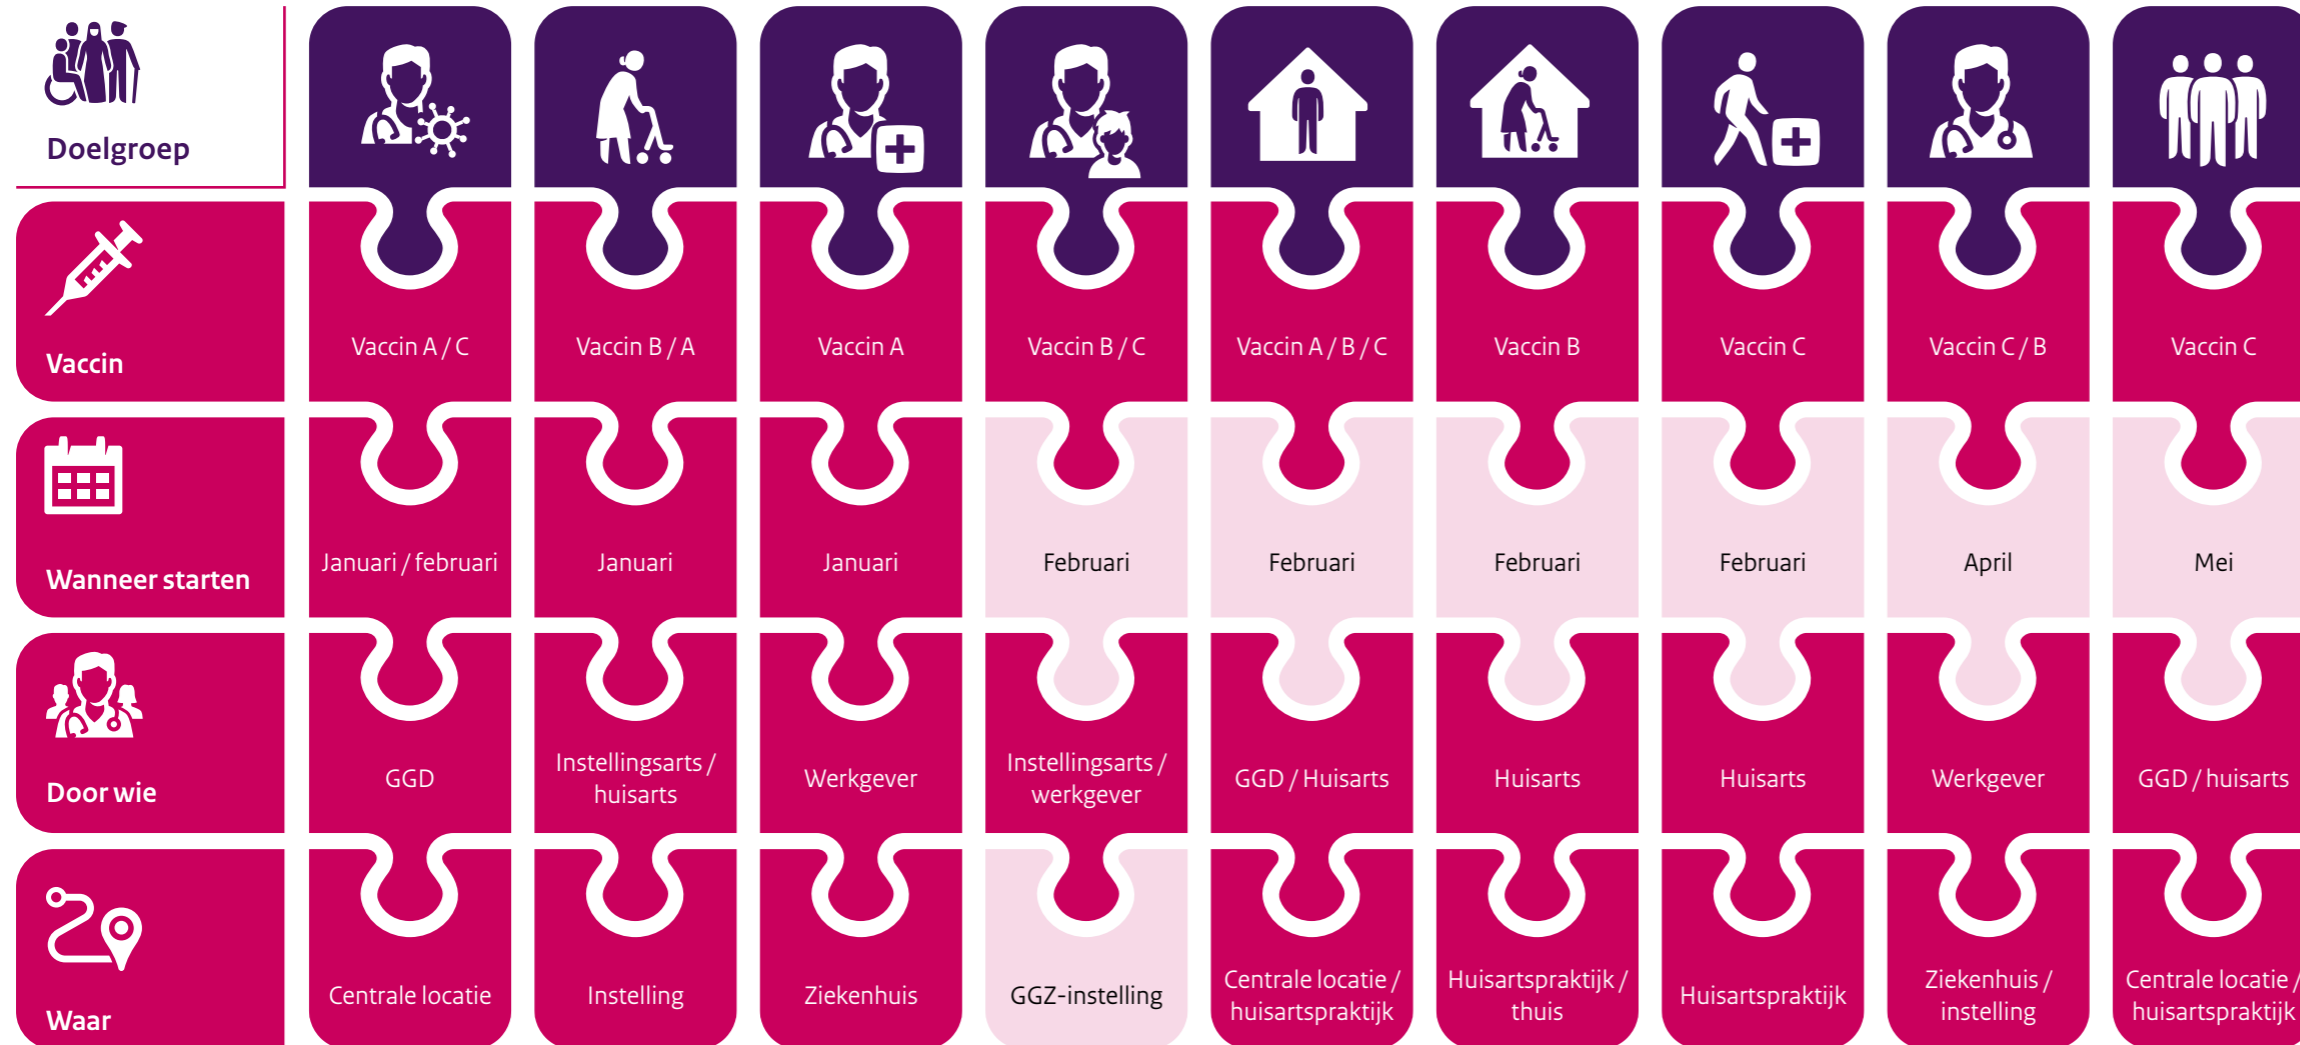 Doelgroep
Vaccin
Vaccin A / C
Vaccin B / A
Vaccin A
Vaccin B / C
Vaccin A / B / C
Vaccin B
Vaccin C
Vaccin C / B
Vaccin C
Wanneer starten
Januari / februari
Januari
Januari
Februari
Februari
Februari
Februari
April
Mei
Door wie
GGD
Instellingsarts /
huisarts
Werkgever
Instellingsarts /
werkgever
GGD / Huisarts
Huisarts
Huisarts
Werkgever
GGD / huisarts
Waar
Centrale locatie
Instelling
Ziekenhuis
GGZ-instelling
Centrale locatie /
huisartspraktijk
Huisartspraktijk /
thuis
Huisartspraktijk
Ziekenhuis /
instelling
Centrale locatie /
huisartspraktijk